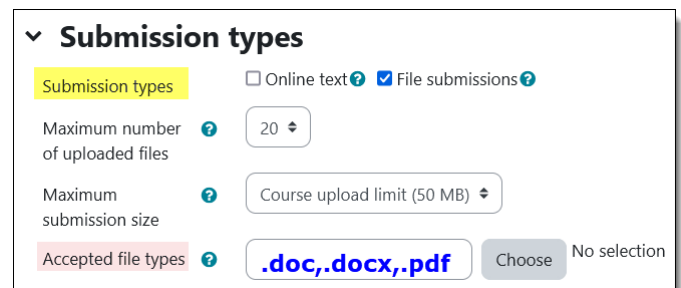 Submission types
Submission types Online text File submissions
Maximum number of uploaded files 20
Maximum submission size Course upload limit (50 MB)
Accepted file types .doc,.docx,.pdf Choose No selection